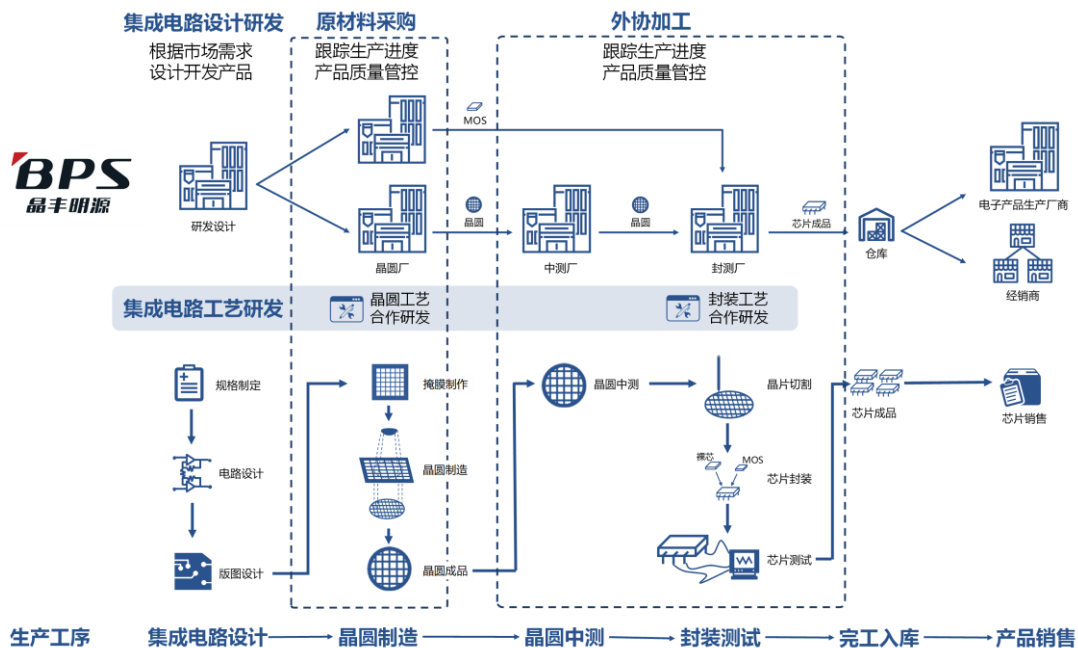 集成电路设计研发
原材料采购
外协加工
根据市场需求
设计开发产品
跟踪生产进度
产品质量管控
跟踪生产进度
产品质量管控
MOS
BPS
晶丰明源
研发设计
晶圆厂
晶圆
中测厂
晶圆
封测厂
芯片成品
仓库
电子产品生产厂商
经销商
集成电路工艺研发
晶圆工艺
合作研发
封装工艺
合作研发
规格制定
掩膜制作
晶圆中测
晶片切割
芯片成品
芯片销售
电路设计
晶圆制造
裸芯
MOS
芯片封装
版图设计
晶圆成品
芯片测试
生产工序
集成电路设计
晶圆制造
晶圆中测
封装测试
完工入库
产品销售